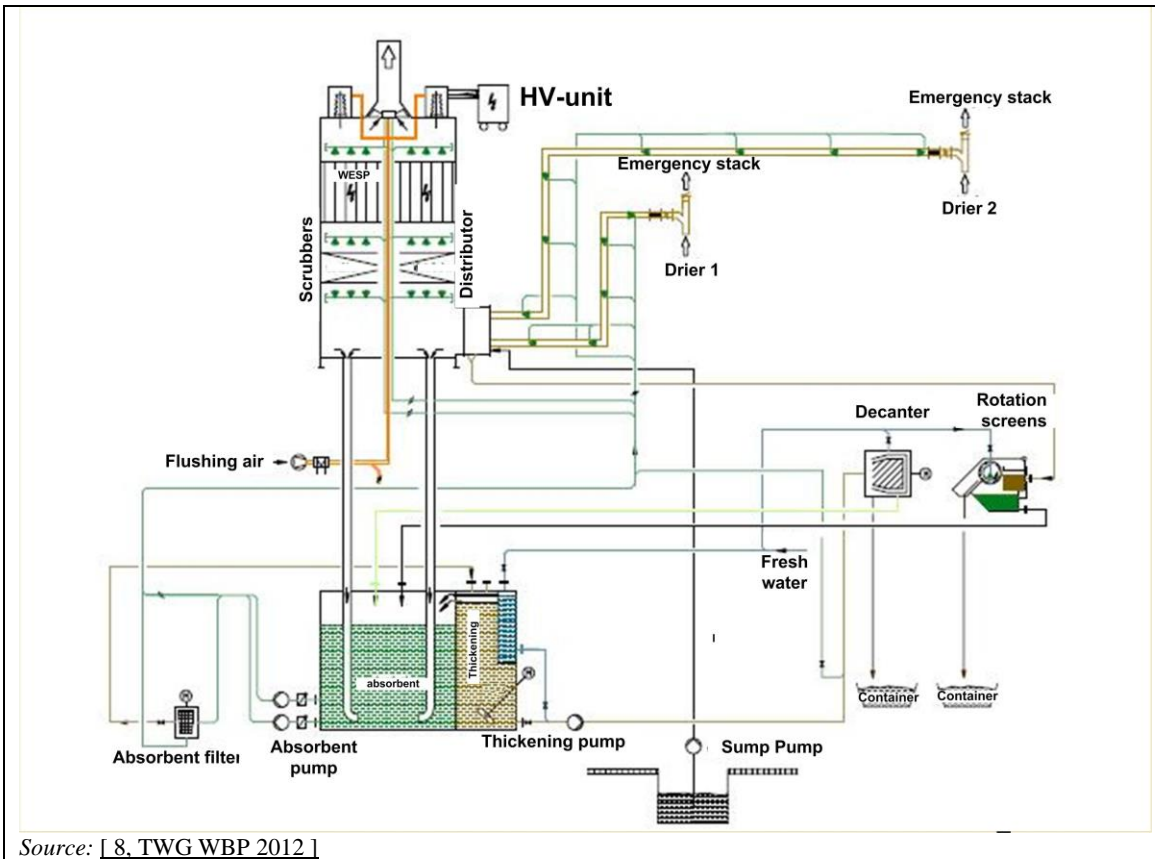 HV-unit
Emergency stack
Emergency stack
WESP
Drier 2
Scrubbers
Distributor
Drier 1
Decanter
Rotation
screens
Flushing air
M
Fresh
water
Thickening
M
absorbent
M
Container
Container
Absorbent filter
Absorbent
pump
Thickening pump
Sump Pump
Source: [ 8, TWG WBP 2012 ]